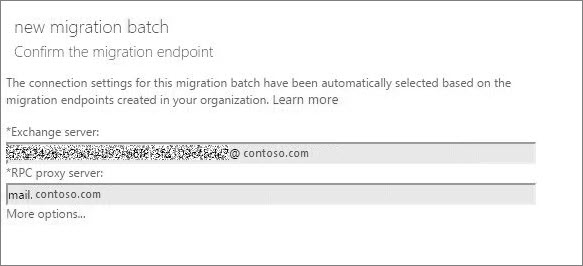 new migration batch
Confirm the migration endpoint
The connection settings for this migration batch have been automatically selected based on the
migration endpoints created in your organization. Learn more
*Exchange server:
@ contoso.com
*RPC proxy server:
mail. contoso.com
More options...